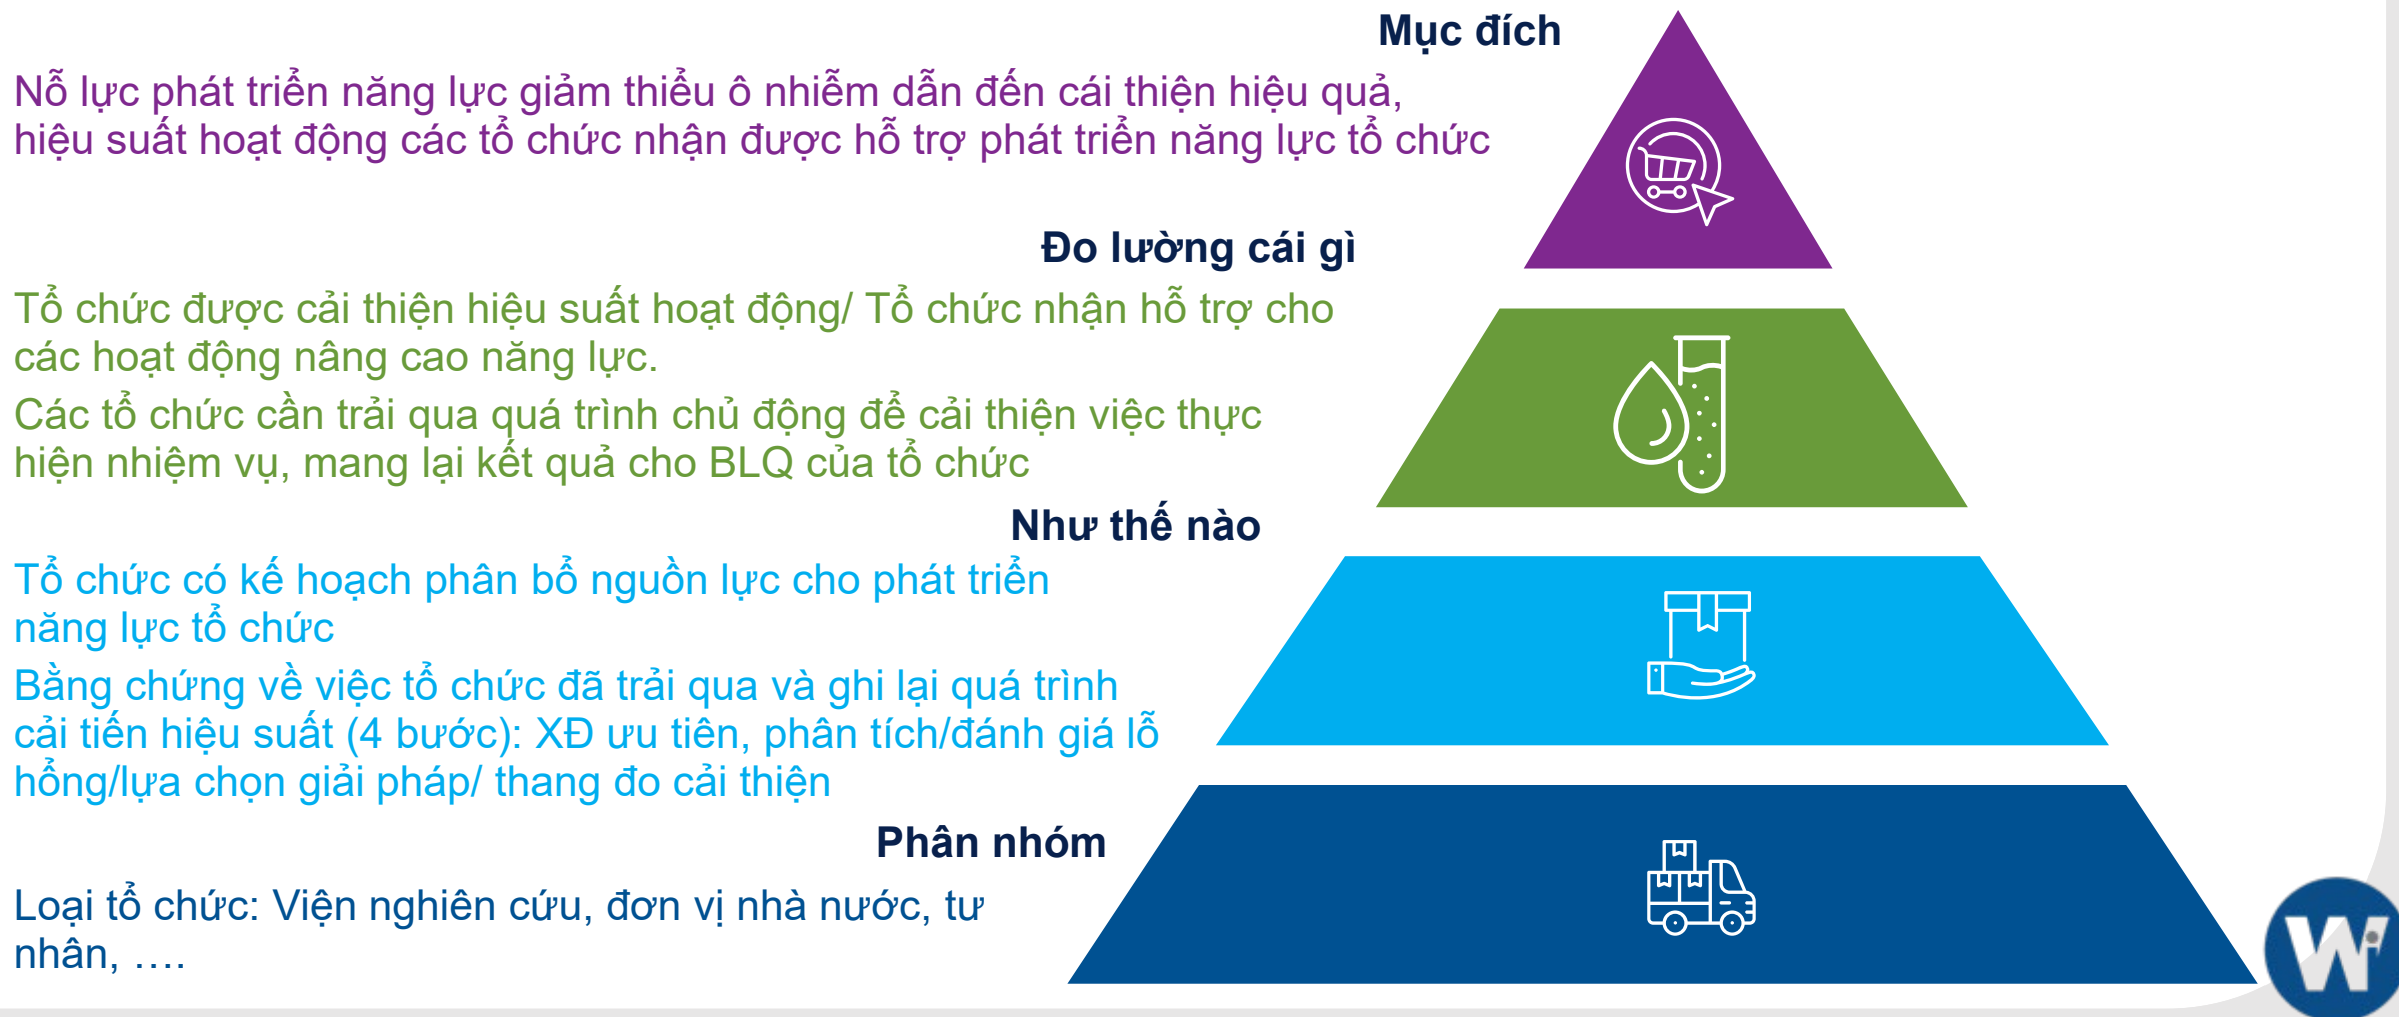 Mục đích
Nỗ lực phát triển năng lực giảm thiểu ô nhiễm dẫn đến cái thiện hiệu quả,
hiệu suất hoạt động các tổ chức nhận được hỗ trợ phát triển năng lực tổ chức
Đo lường cái gì
Tổ chức được cải thiện hiệu suất hoạt động/ Tổ chức nhận hỗ trợ cho
các hoạt động nâng cao năng lực.
Các tổ chức cần trải qua quá trình chủ động để cải thiện việc thực
hiện nhiệm vụ, mang lại kết quả cho BLQ của tổ chức
Như thế nào
Tổ chức có kế hoạch phân bổ nguồn lực cho phát triển
năng lực tổ chức
Bằng chứng về việc tổ chức đã trải qua và ghi lại quá trình
cải tiến hiệu suất (4 bước): XĐ ưu tiên, phân tích/đánh giá lỗ
hổng/lựa chọn giải pháp/ thang đo cải thiện
Phân nhóm
Loại tổ chức: Viện nghiên cứu, đơn vị nhà nước, tư
nhân, ….
Wi